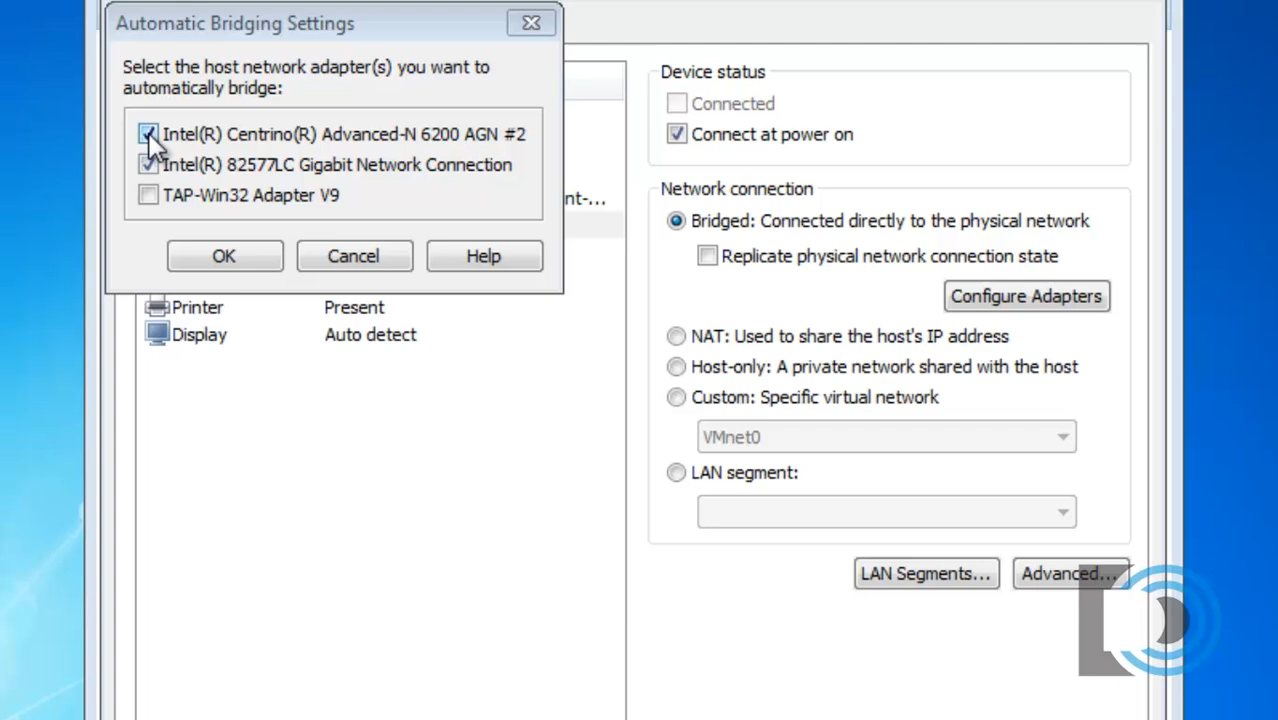 Automatic Bridging Settings
Select the host network adapter(s) you want to
automatically bridge:
Intel(R) Centrino(R) Advanced-N 6200 AGN #2
Intel(R) 82577LC Gigabit Network Connection
TAP-Win32 Adapter V9
OK Cancel Help
nt-...
Printer Present
Display Auto detect
Device status
Connected
Connect at power on
Network connection
Bridged: Connected directly to the physical network
Replicate physical network connection state
Configure Adapters
NAT: Used to share the host's IP address
Host-only: A private network shared with the host
Custom: Specific virtual network
VMnet0
LAN segment:
LAN Segments... Advanced...